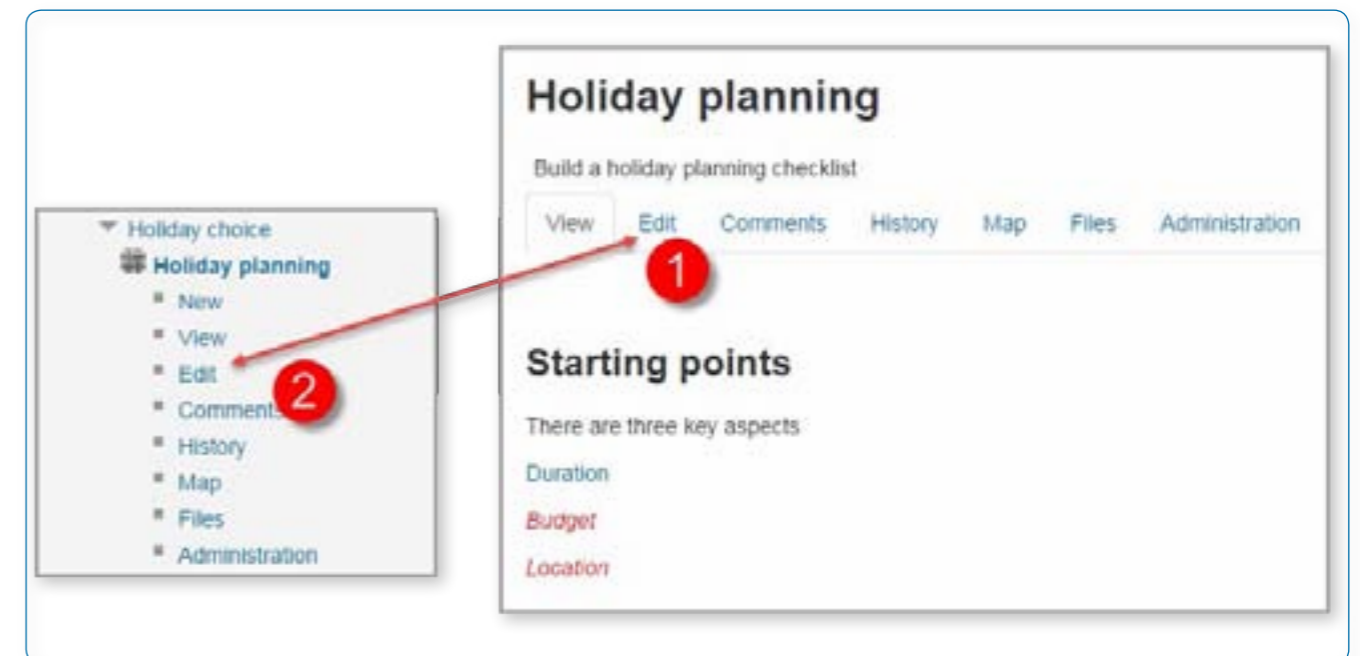 Holiday choice
Holiday planning
New
View
Edit
Comments
History
Map
Files
Administration
2
Holiday planning
Build a holiday planning checklist
View Edit Comments History Map Files Administration
1
Starting points
There are three key aspects
Duration
Budget
Location